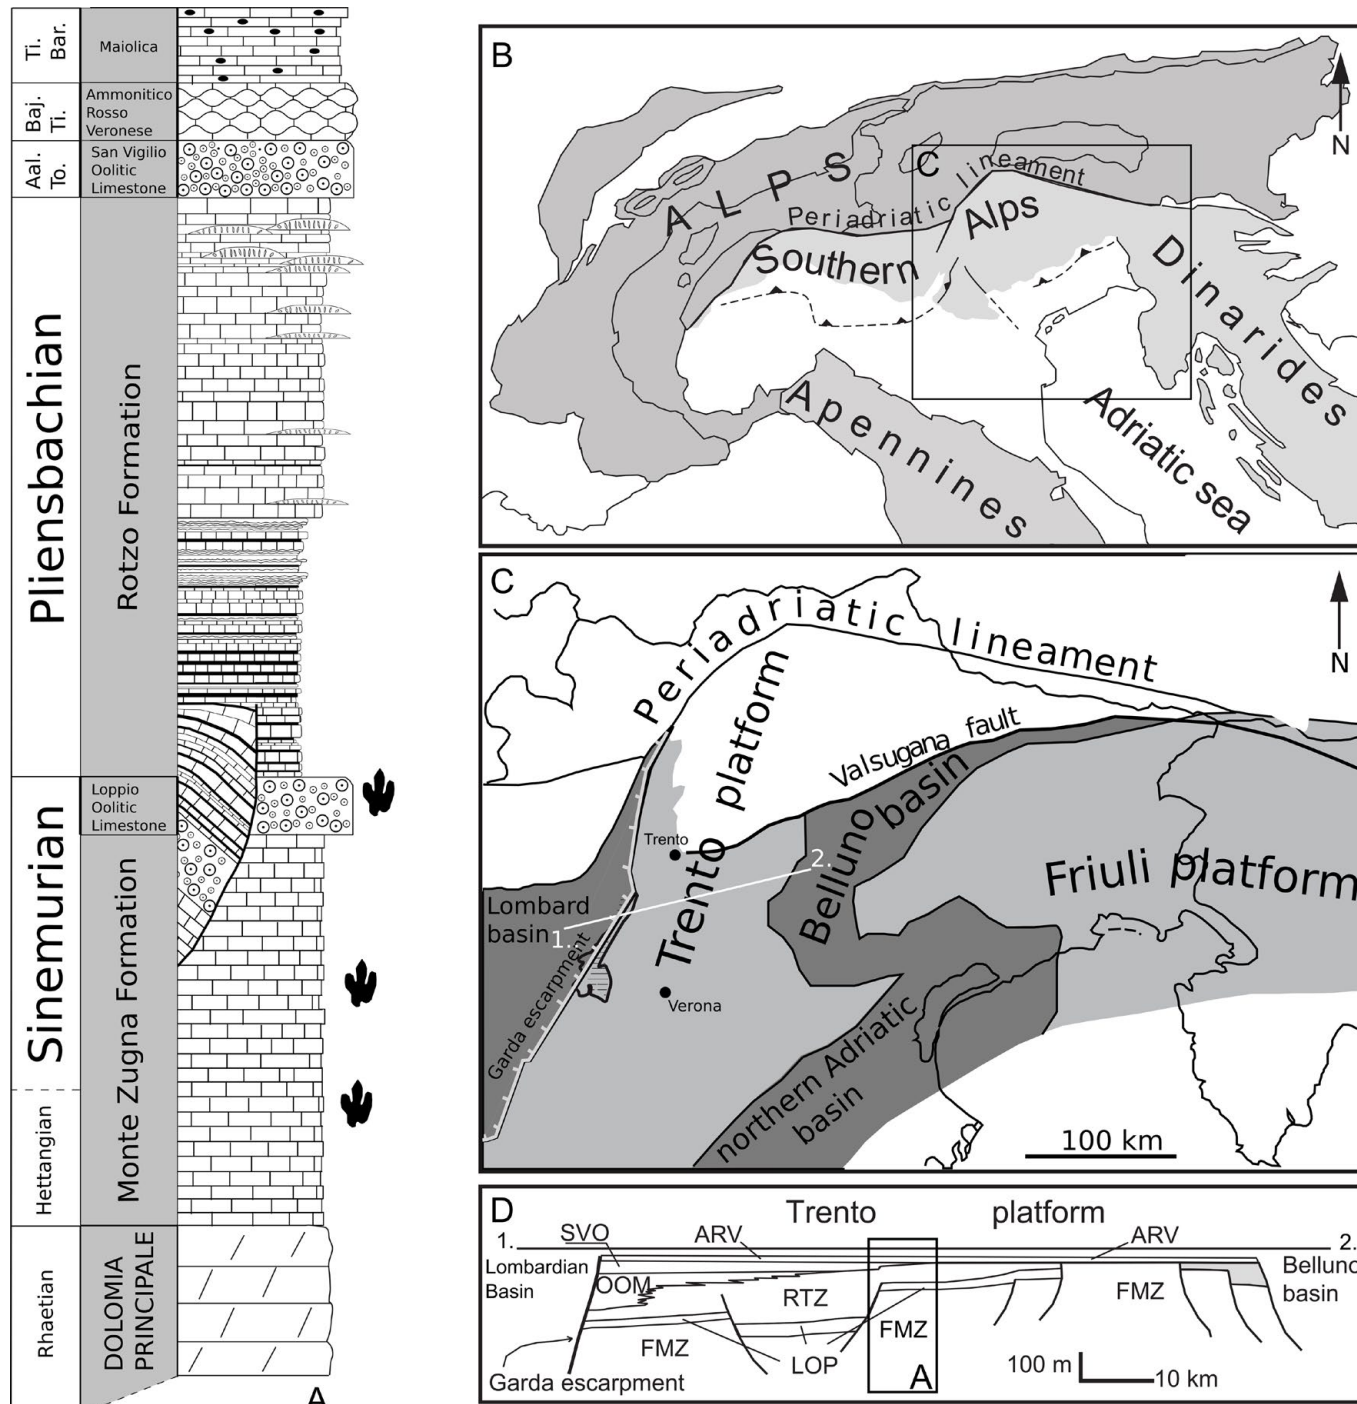 Ti.
Bar.
Maiolica
Baj.
Ti.
Ammonitico
Rosso
Veronese
Aal.
To.
San Vigilio
Oolitic
Limestone
Pliensbachian
Rotzo Formation
Sinemurian
Loppio
Oolitic
Limestone
Monte Zugna Formation
Hettangian
Rhaetian
DOLOMIA
PRINCIPALE
A
B
N
ALPS
C
Periadriatic lineament
Southern Alps
Dinarides
Apennines
Adriatic sea
C
N
Periadriatic lineament
Trento platform
Valsugana fault
Belluno basin
Trento
2.
Friuli platform
Lombard
basin
1.
Garda escarpment
Verona
northern Adriatic
basin
100 km
D
Trento platform
1.
SVO
ARV
ARV
2.
Lombardian
Basin
OOM
RTZ
FMZ
Belluno
basin
FMZ
FMZ
LOP
A
100 m
10 km
Garda escarpment